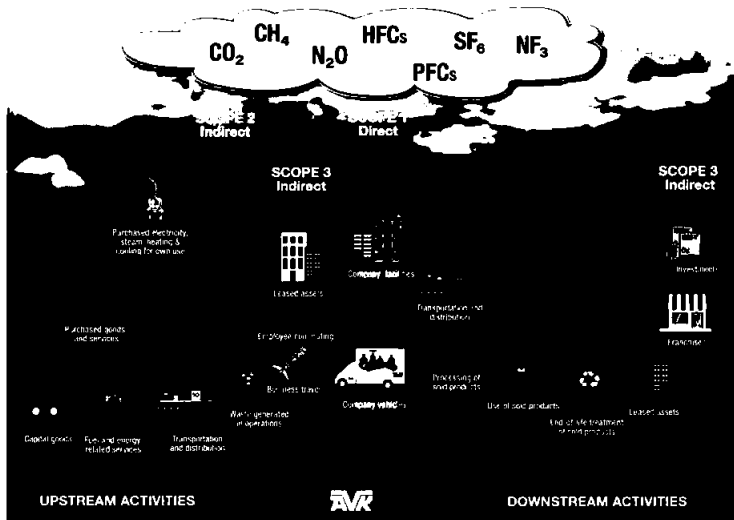 CO2
CH4
N2O
HFCs
PFCs
SF6
NF3
SCOPE 2
Indirect
SCOPE 1
Direct
SCOPE 3
Indirect
SCOPE 3
Indirect
Purchased electricity,
steam, heating &
cooling for own use
Leased assets
Company facilities
Transportation and
distribution
Investments
Purchased goods
and services
Employee commuting
Business travel
Company vehicles
Processing of
sold products
Franchises
Capital goods
Fuel and energy
related services
Transportation
and distribution
Waste generated
in operations
Use of sold products
End of life treatment
of sold products
Leased assets
UPSTREAM ACTIVITIES
AVK
DOWNSTREAM ACTIVITIES